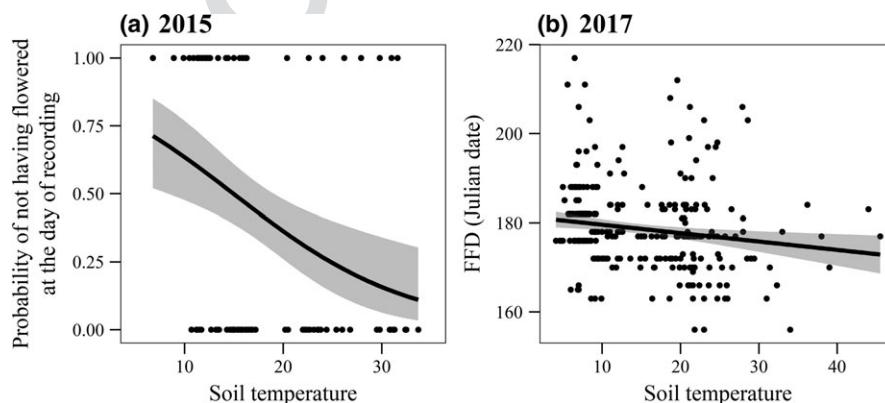 (a) 2015
Probability of not having flowered
at the day of recording
1.00
0.75
0.50
0.25
0.00
10 20 30
Soil temperature
(b) 2017
FFD (Julian date)
220
200
180
160
10 20 30 40
Soil temperature